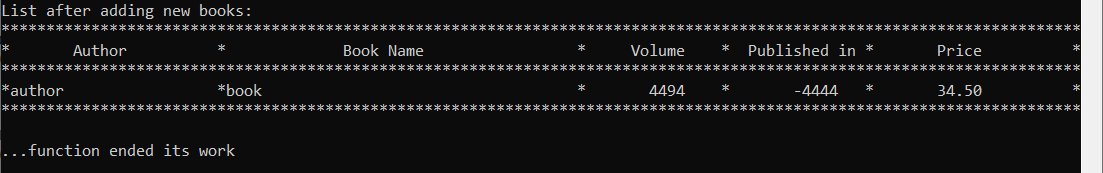 List after adding new books:
************************************************************************************************************************
*       Author          *             Book Name                 *     Volume    *  Published in *       Price          *
************************************************************************************************************************
*author                 *book                                   *       4494    *       -4444   *       34.50          *
************************************************************************************************************************
...function ended its work